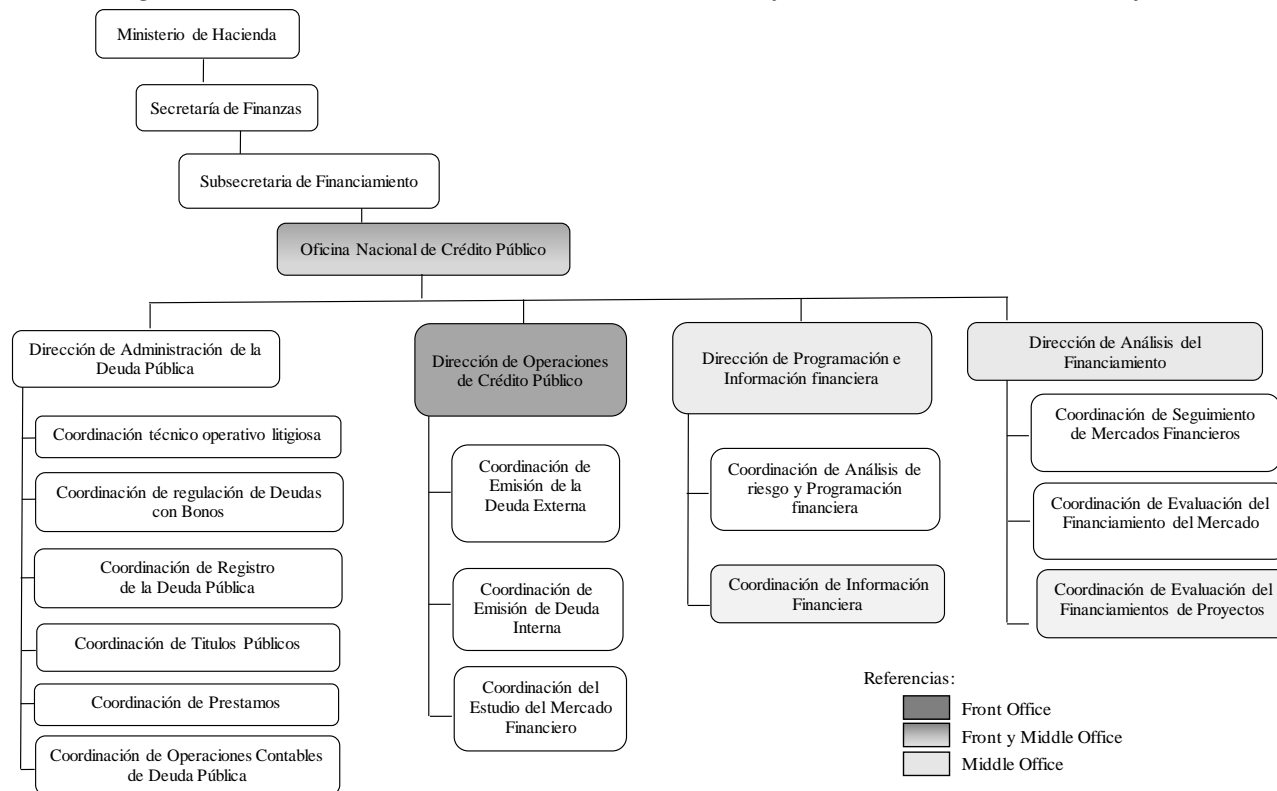 Ministerio de Hacienda
Secretaría de Finanzas
Subsecretaria de Financiamiento
Oficina Nacional de Crédito Público
Dirección de Administración de la
Deuda Pública
Coordinación técnico operativo litigiosa
Coordinación de regulación de Deudas
con Bonos
Coordinación de Registro
de la Deuda Pública
Coordinación de Titulos Públicos
Coordinación de Prestamos
Coordinación de Operaciones Contables
de Deuda Pública
Dirección de Operaciones
de Crédito Público
Coordinación de
Emisión de la
Deuda Externa
Coordinación de
Emisión de Deuda
Interna
Coordinación del
Estudio del Mercado
Financiero
Dirección de Programación e
Información financiera
Coordinación de Análisis de
riesgo y Programación
financiera
Coordinación de Información
Financiera
Dirección de Análisis del
Financiamiento
Coordinación de Seguimiento
de Mercados Financieros
Coordinación de Evaluación del
Financiamiento del Mercado
Coordinación de Evaluación del
Financiamientos de Proyectos
Referencias:
Front Office
Front y Middle Office
Middle Office